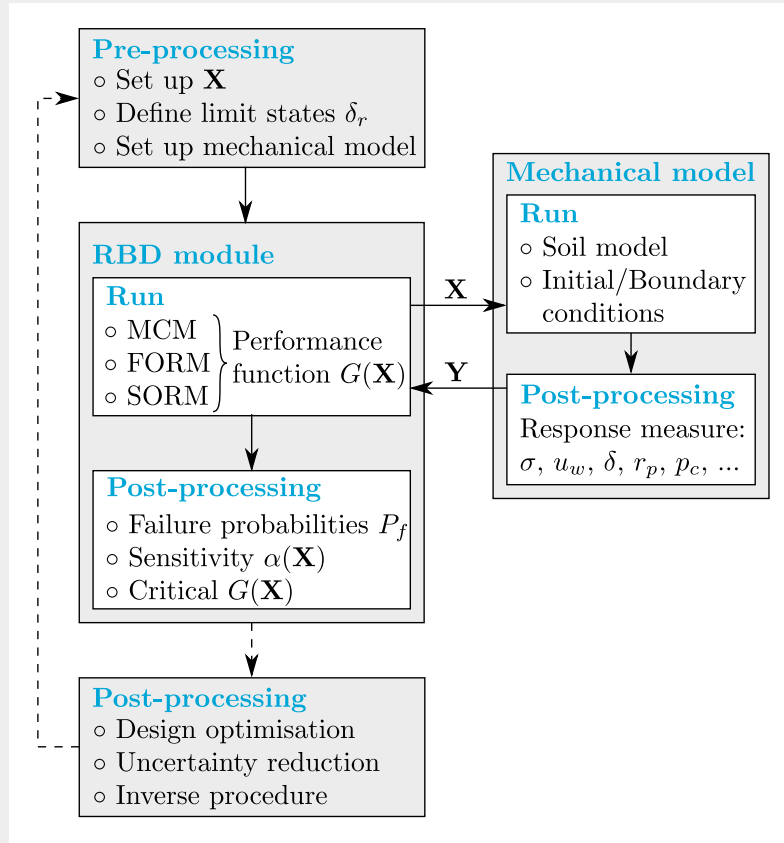 Pre-processing
○ Set up X
○ Define limit states δᵣ
○ Set up mechanical model
RBD module
Run
○ MCM
○ FORM
○ SORM
Performance
function G(X)
Post-processing
○ Failure probabilities P_f
○ Sensitivity α(X)
○ Critical G(X)
X
Y
Mechanical model
Run
○ Soil model
○ Initial/Boundary
conditions
Post-processing
Response measure:
σ, u_w, δ, r_p, p_c, ...
Post-processing
○ Design optimisation
○ Uncertainty reduction
○ Inverse procedure